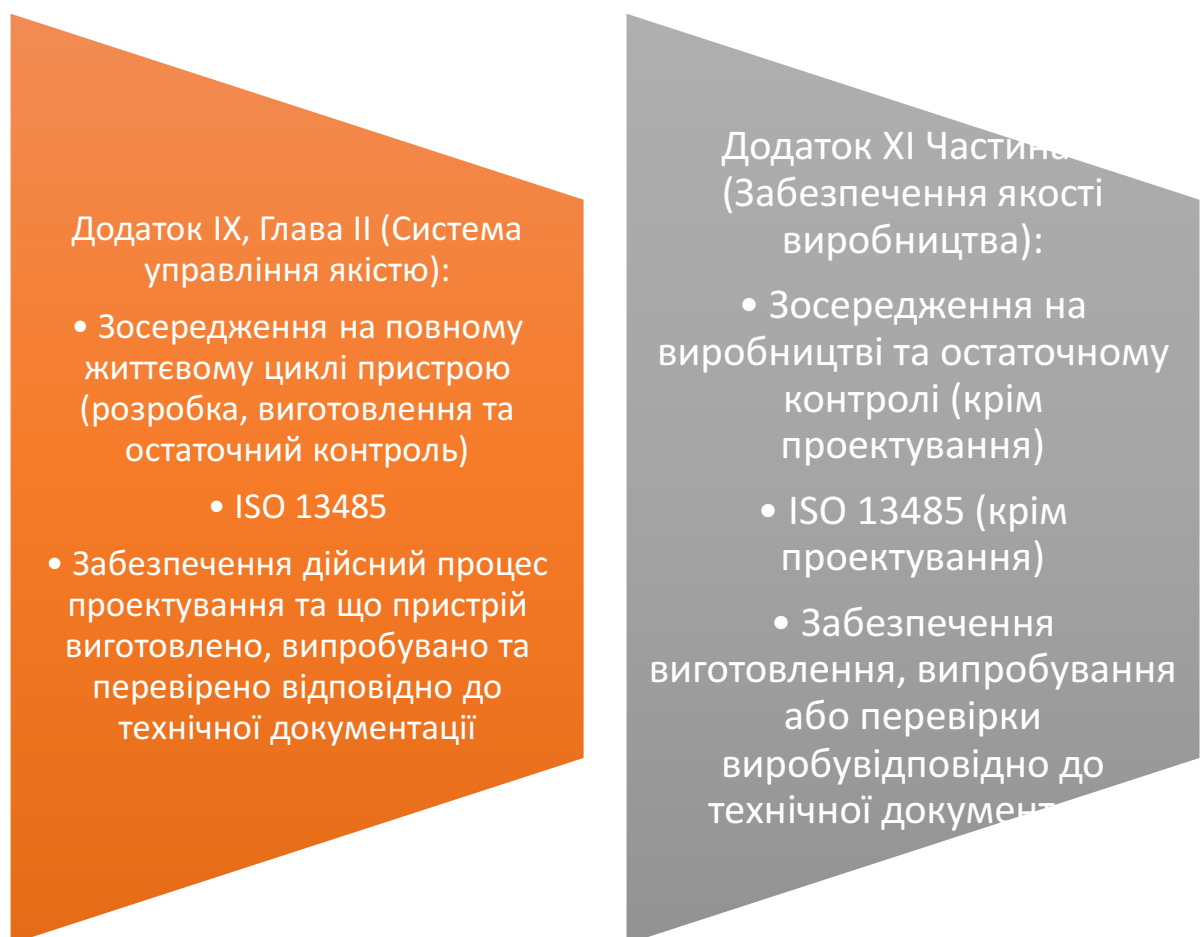 Додаток IX, Глава II (Система
управління якістю):
• Зосередження на повному
життєвому циклі пристрою
(розробка, виготовлення та
остаточний контроль)
• ISO 13485
• Забезпечення дійсний процес
проектування та що пристрій
виготовлено, випробувано та
перевірено відповідно до
технічної документації
Додаток XI Частина
(Забезпечення якості
виробництва):
• Зосередження на
виробництві та остаточному
контролі (крім
проектування)
• ISO 13485 (крім
проектування)
• Забезпечення
виготовлення, випробування
або перевірки
виробувідповідно до
технічної